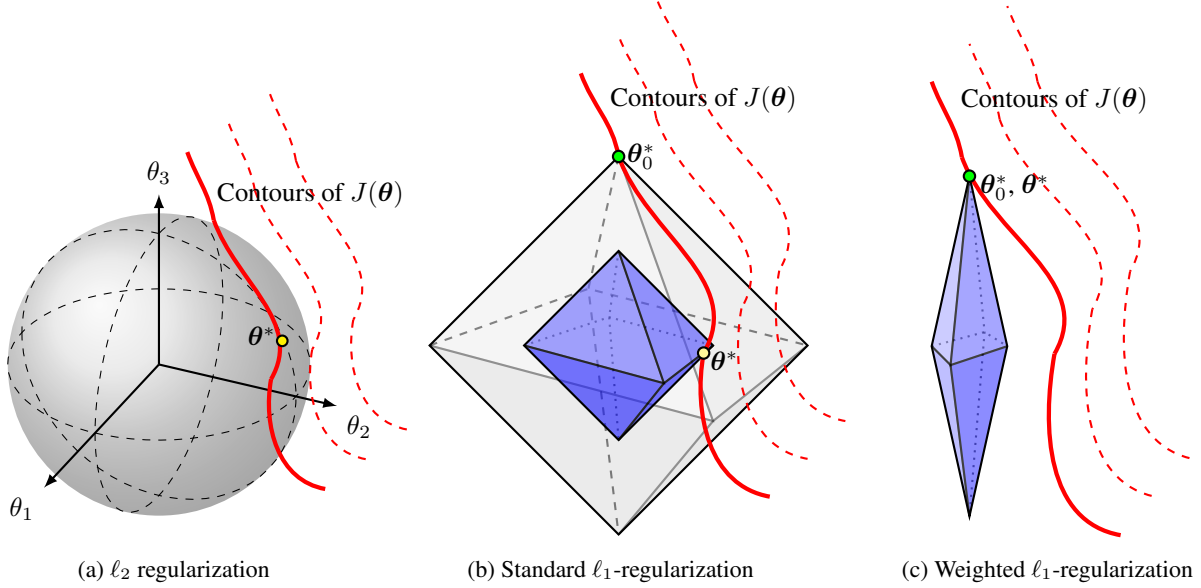 Contours of J(θ)
θ₃
θ*
θ₂
θ₁
(a) ℓ₂ regularization
Contours of J(θ)
θ₀*
θ*
(b) Standard ℓ₁-regularization
Contours of J(θ)
θ₀*, θ*
(c) Weighted ℓ₁-regularization